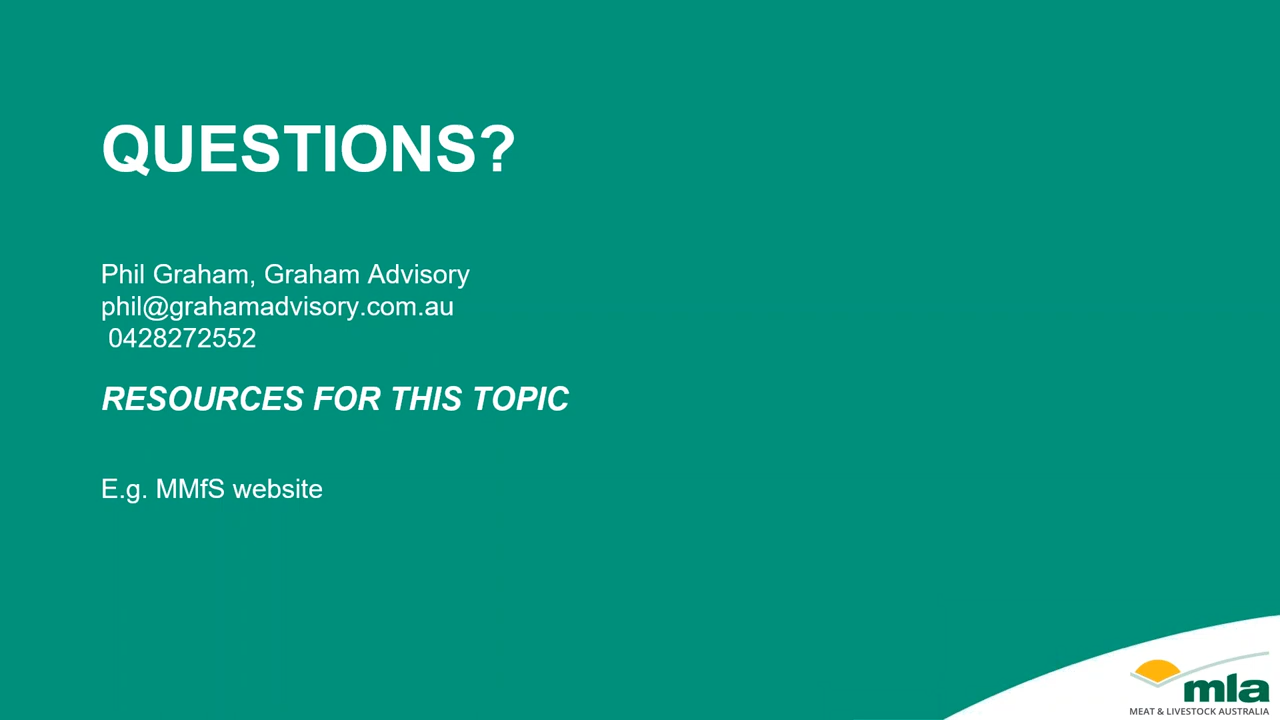 QUESTIONS?
Phil Graham, Graham Advisory
phil@grahamadvisory.com.au
0428272552
RESOURCES FOR THIS TOPIC
E.g. MMfS website
mla
MEAT & LIVESTOCK AUSTRALIA